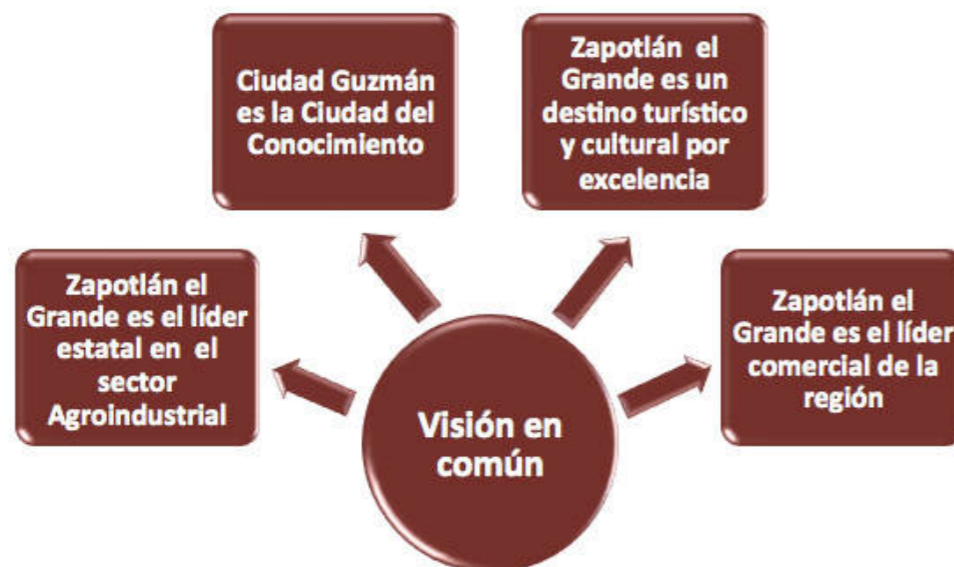 Ciudad Guzmán
es la Ciudad del
Conocimiento
Zapotlán el
Grande es un
destino turístico
y cultural por
excelencia
Zapotlán el
Grande es el líder
estatal en el
sector
Agroindustrial
Zapotlán el
Grande es el líder
comercial de la
región
Visión en
común